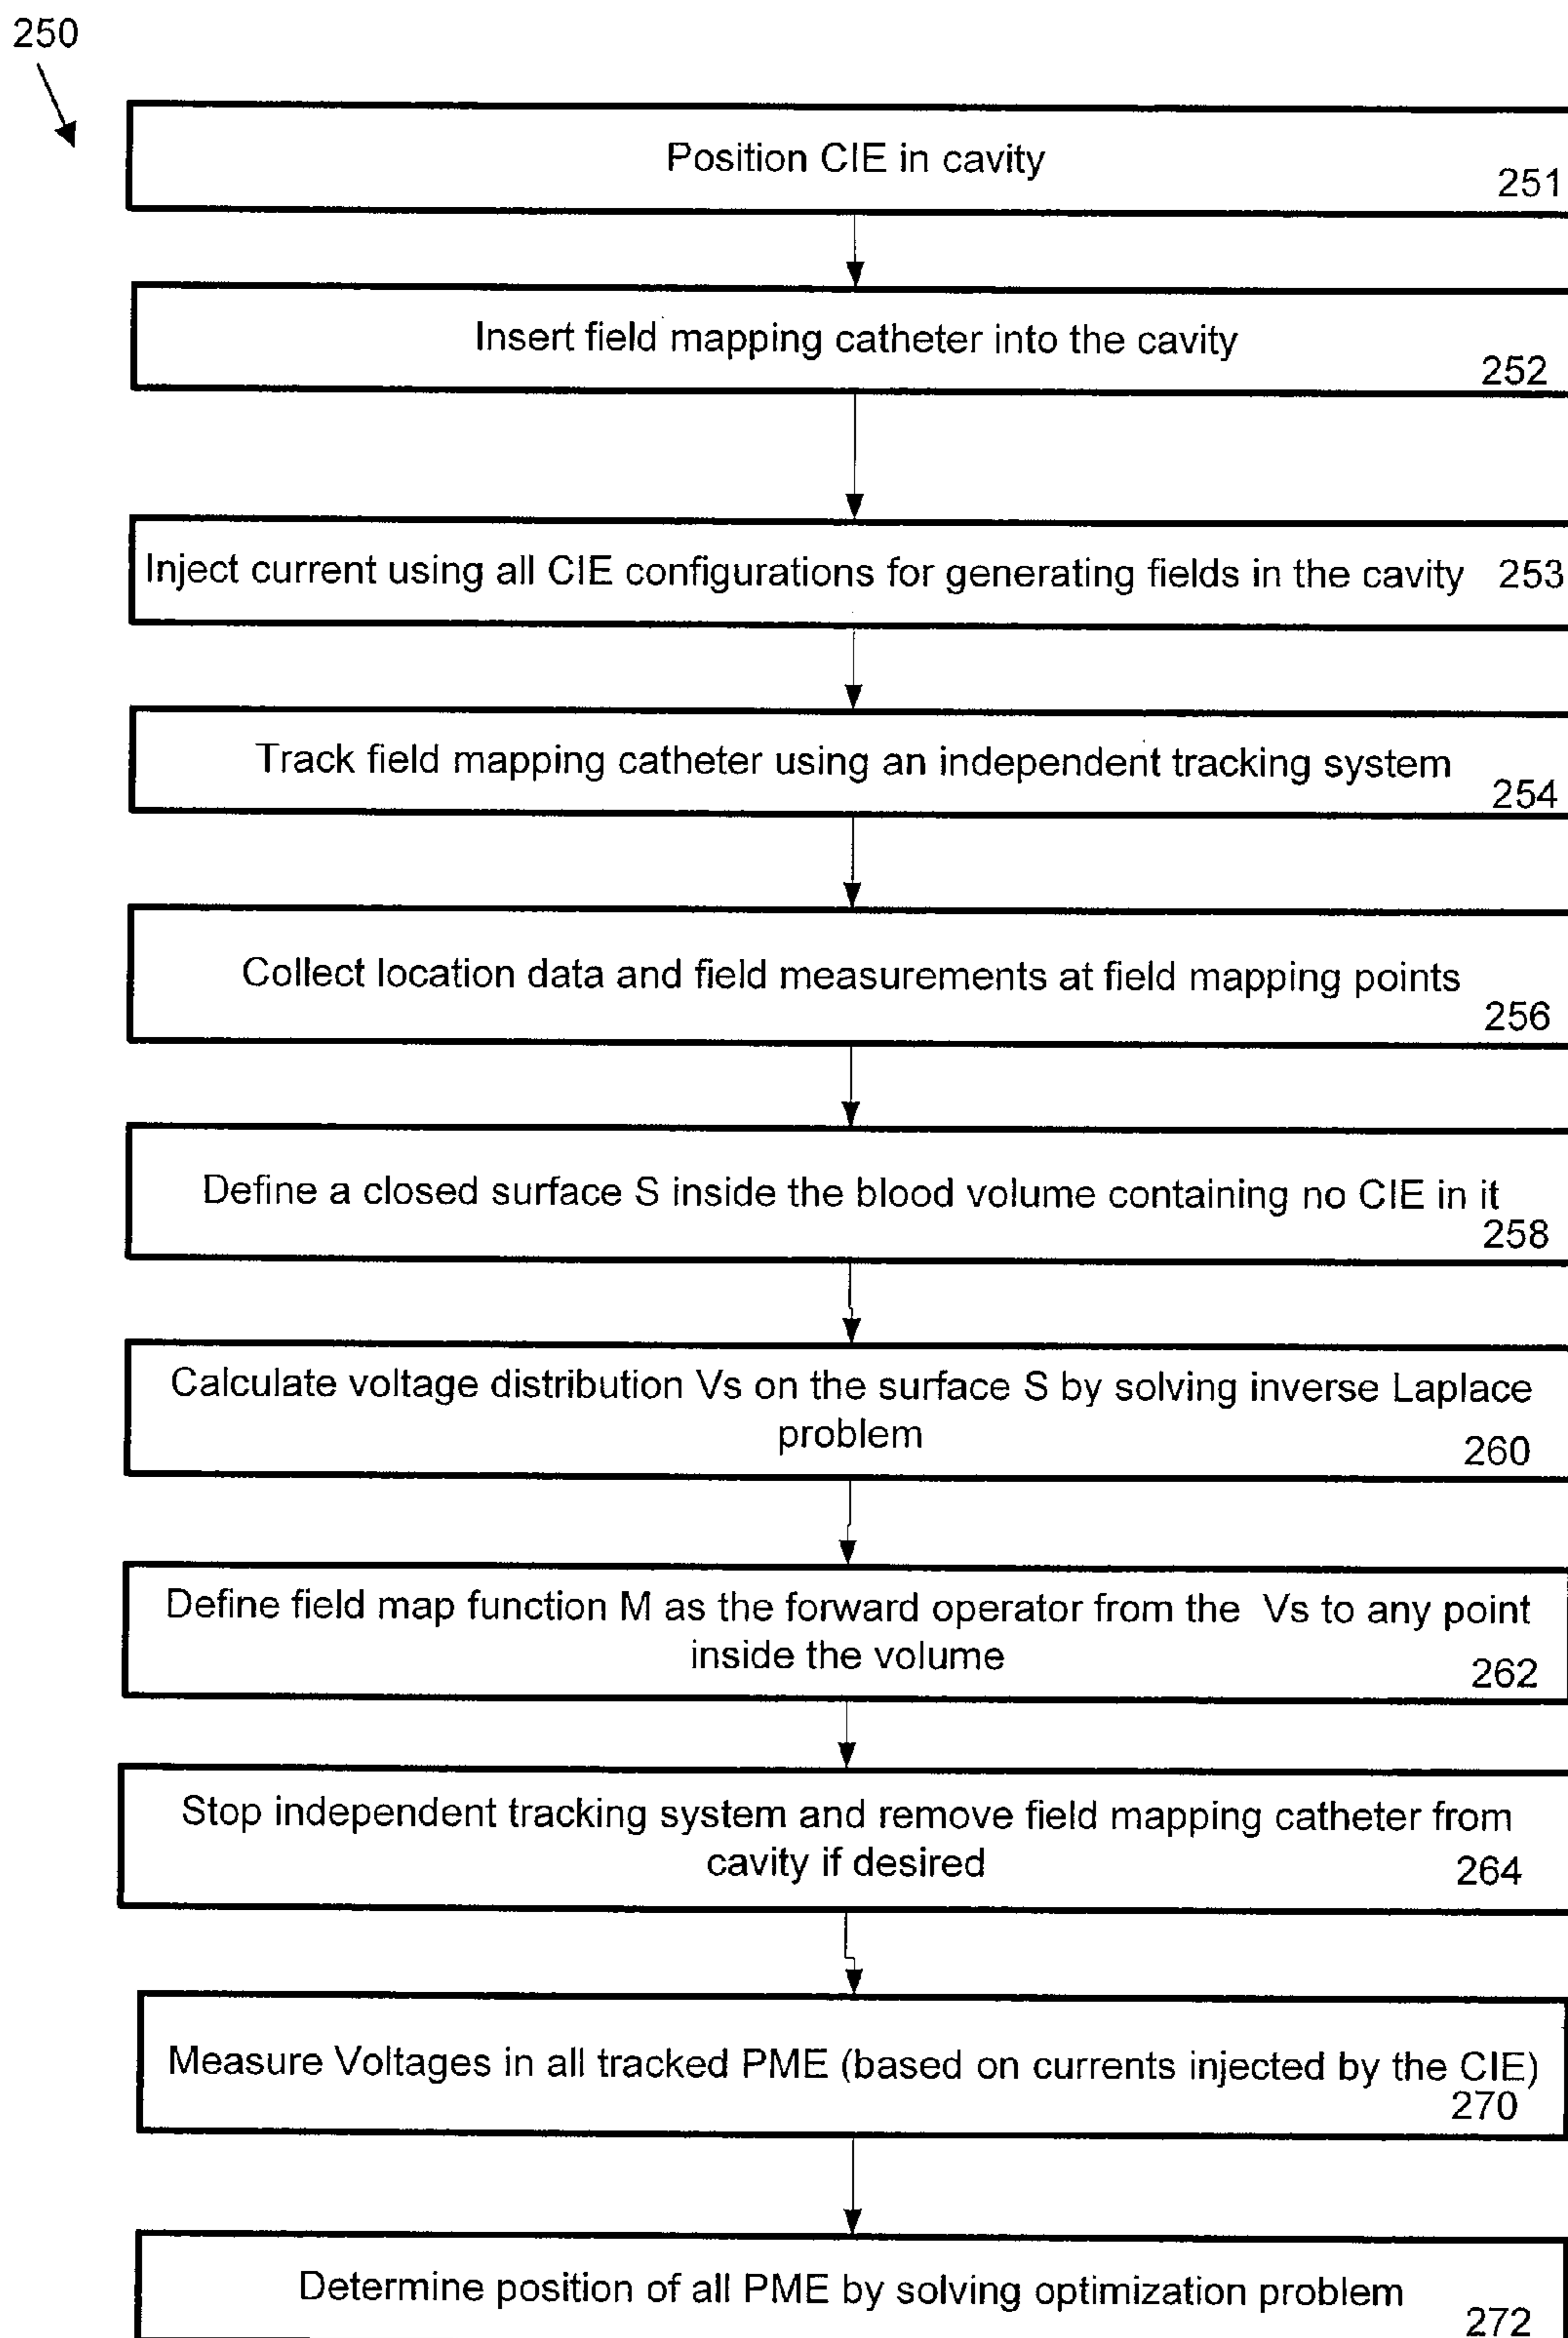 250
Position CIE in cavity
251
Insert field mapping catheter into the cavity
252
Inject current using all CIE configurations for generating fields in the cavity 253
Track field mapping catheter using an independent tracking system
254
Collect location data and field measurements at field mapping points
256
Define a closed surface S inside the blood volume containing no CIE in it
258
Calculate voltage distribution Vs on the surface S by solving inverse Laplace
problem
260
Define field map function M as the forward operator from the Vs to any point
inside the volume
262
Stop independent tracking system and remove field mapping catheter from
cavity if desired
264
Measure Voltages in all tracked PME (based on currents injected by the CIE)
270
Determine position of all PME by solving optimization problem
272